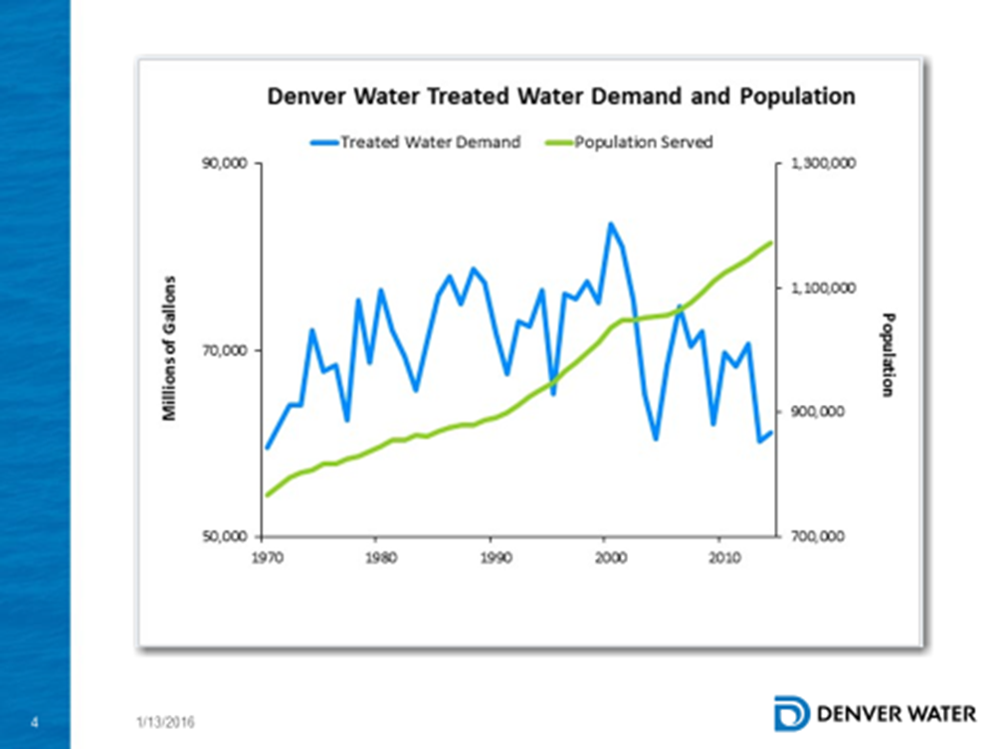 Denver Water Treated Water Demand and Population
Treated Water Demand Population Served
90,000 1,300,000
1,100,000
70,000
900,000
50,000 700,000
Millions of Gallons
Population
1970 1980 1990 2000 2010
4 1/13/2016 DENVER WATER